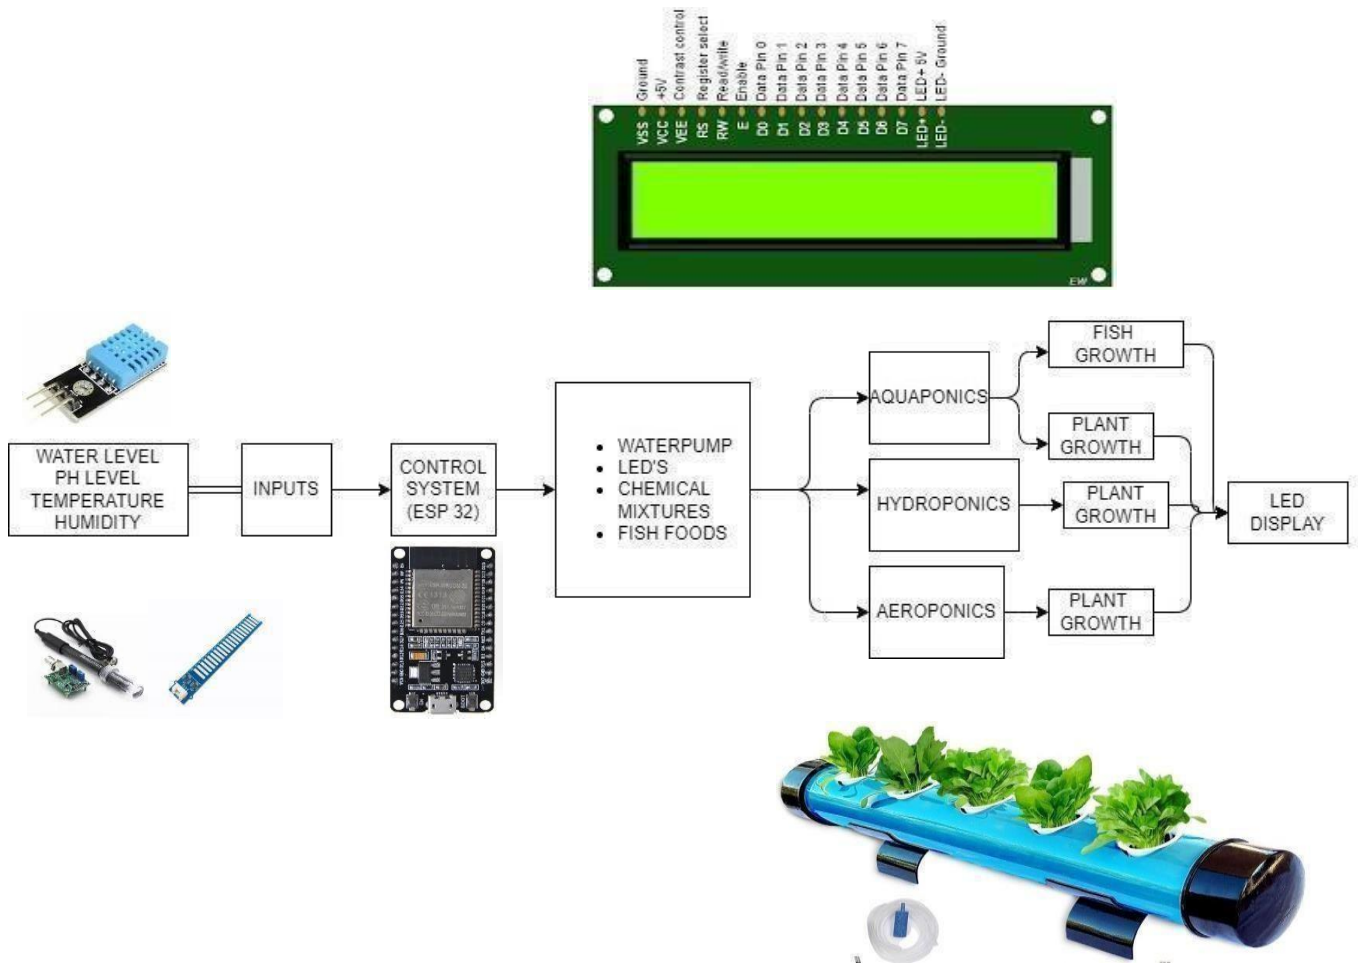 Ground
+5V
Contrast control
Register select
Read/write
Enable
Data Pin 0
Data Pin 1
Data Pin 2
Data Pin 3
Data Pin 4
Data Pin 5
Data Pin 6
Data Pin 7
LED+ 5V
LED- Ground
VSS
VCC
VEE
RS
RW
E
D0
D1
D2
D3
D4
D5
D6
D7
LED+
LED-
EW
WATER LEVEL
PH LEVEL
TEMPERATURE
HUMIDITY
INPUTS
CONTROL
SYSTEM
(ESP 32)
• WATERPUMP
• LED'S
• CHEMICAL
MIXTURES
• FISH FOODS
AQUAPONICS
HYDROPONICS
AEROPONICS
FISH
GROWTH
PLANT
GROWTH
PLANT
GROWTH
PLANT
GROWTH
LED
DISPLAY